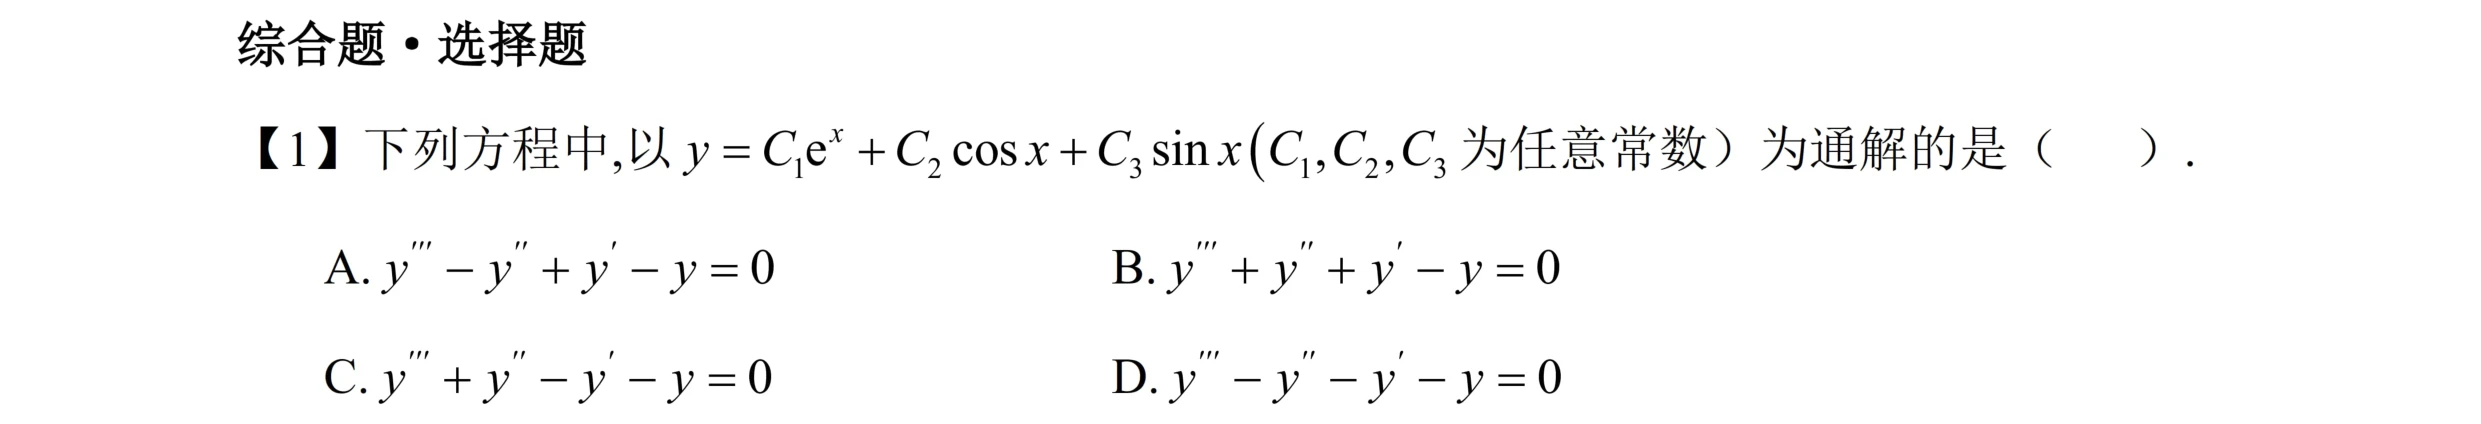 综合题·选择题
【1】下列方程中,以 y = C₁eˣ + C₂ cos x + C₃ sin x (C₁,C₂,C₃ 为任意常数）为通解的是（ ）.
A. y''' − y'' + y' − y = 0 B. y''' + y'' + y' − y = 0
C. y''' + y'' − y' − y = 0 D. y''' − y'' − y' − y = 0